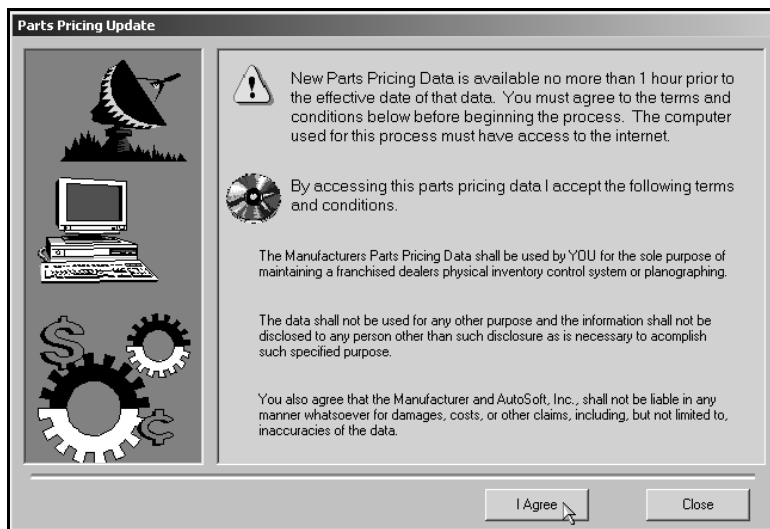 Parts Pricing Update
New Parts Pricing Data is available no more than 1 hour prior to
the effective date of that data. You must agree to the terms and
conditions below before beginning the process. The computer
used for this process must have access to the internet.
By accessing this parts pricing data I accept the following terms
and conditions.
The Manufacturers Parts Pricing Data shall be used by YOU for the sole purpose of
maintaining a franchised dealers physical inventory control system or planographing.
The data shall not be used for any other purpose and the information shall not be
disclosed to any person other than such disclosure as is necessary to acomplish
such specified purpose.
You also agree that the Manufacturer and AutoSoft, Inc., shall not be liable in any
manner whatsoever for damages, costs, or other claims, including, but not limited to,
inaccuracies of the data.
I Agree
Close